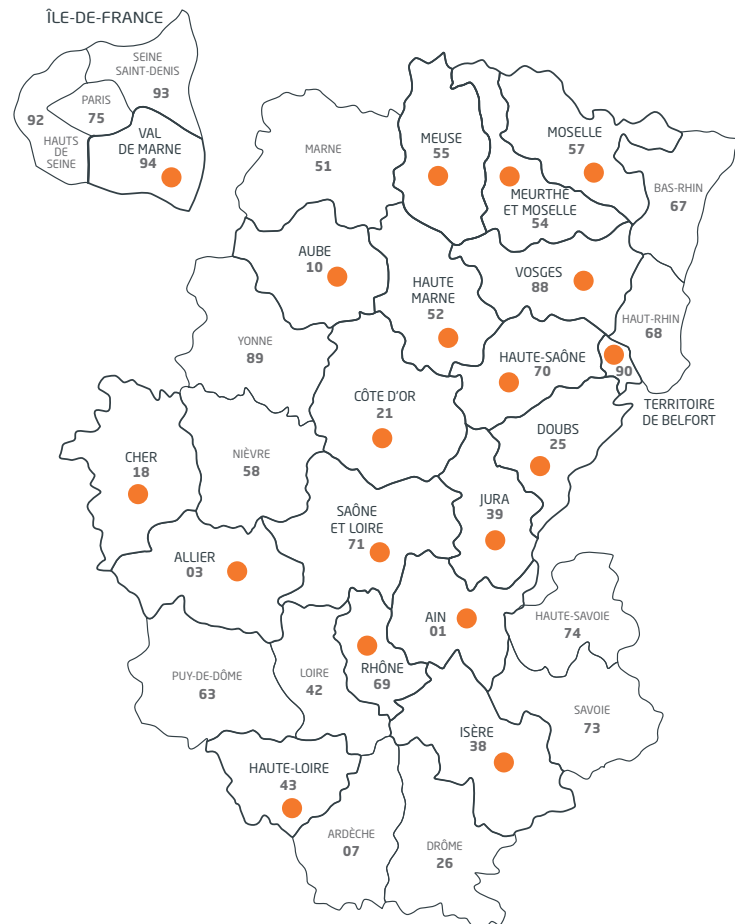 ÎLE-DE-FRANCE
SEINE
SAINT-DENIS
93
PARIS
75
92
HAUTS
DE
SEINE
VAL
DE MARNE
94
MARNE
51
MEUSE
55
MOSELLE
57
MEURTHE
ET MOSELLE
54
BAS-RHIN
67
AUBE
10
HAUTE
MARNE
52
VOSGES
88
HAUT-RHIN
68
YONNE
89
HAUTE-SAÔNE
70
90
TERRITOIRE
DE BELFORT
CÔTE D'OR
21
DOUBS
25
CHER
18
NIÈVRE
58
JURA
39
SAÔNE
ET LOIRE
71
ALLIER
03
AIN
01
HAUTE-SAVOIE
74
PUY-DE-DÔME
63
LOIRE
42
RHÔNE
69
SAVOIE
73
ISÈRE
38
HAUTE-LOIRE
43
ARDÈCHE
07
DRÔME
26